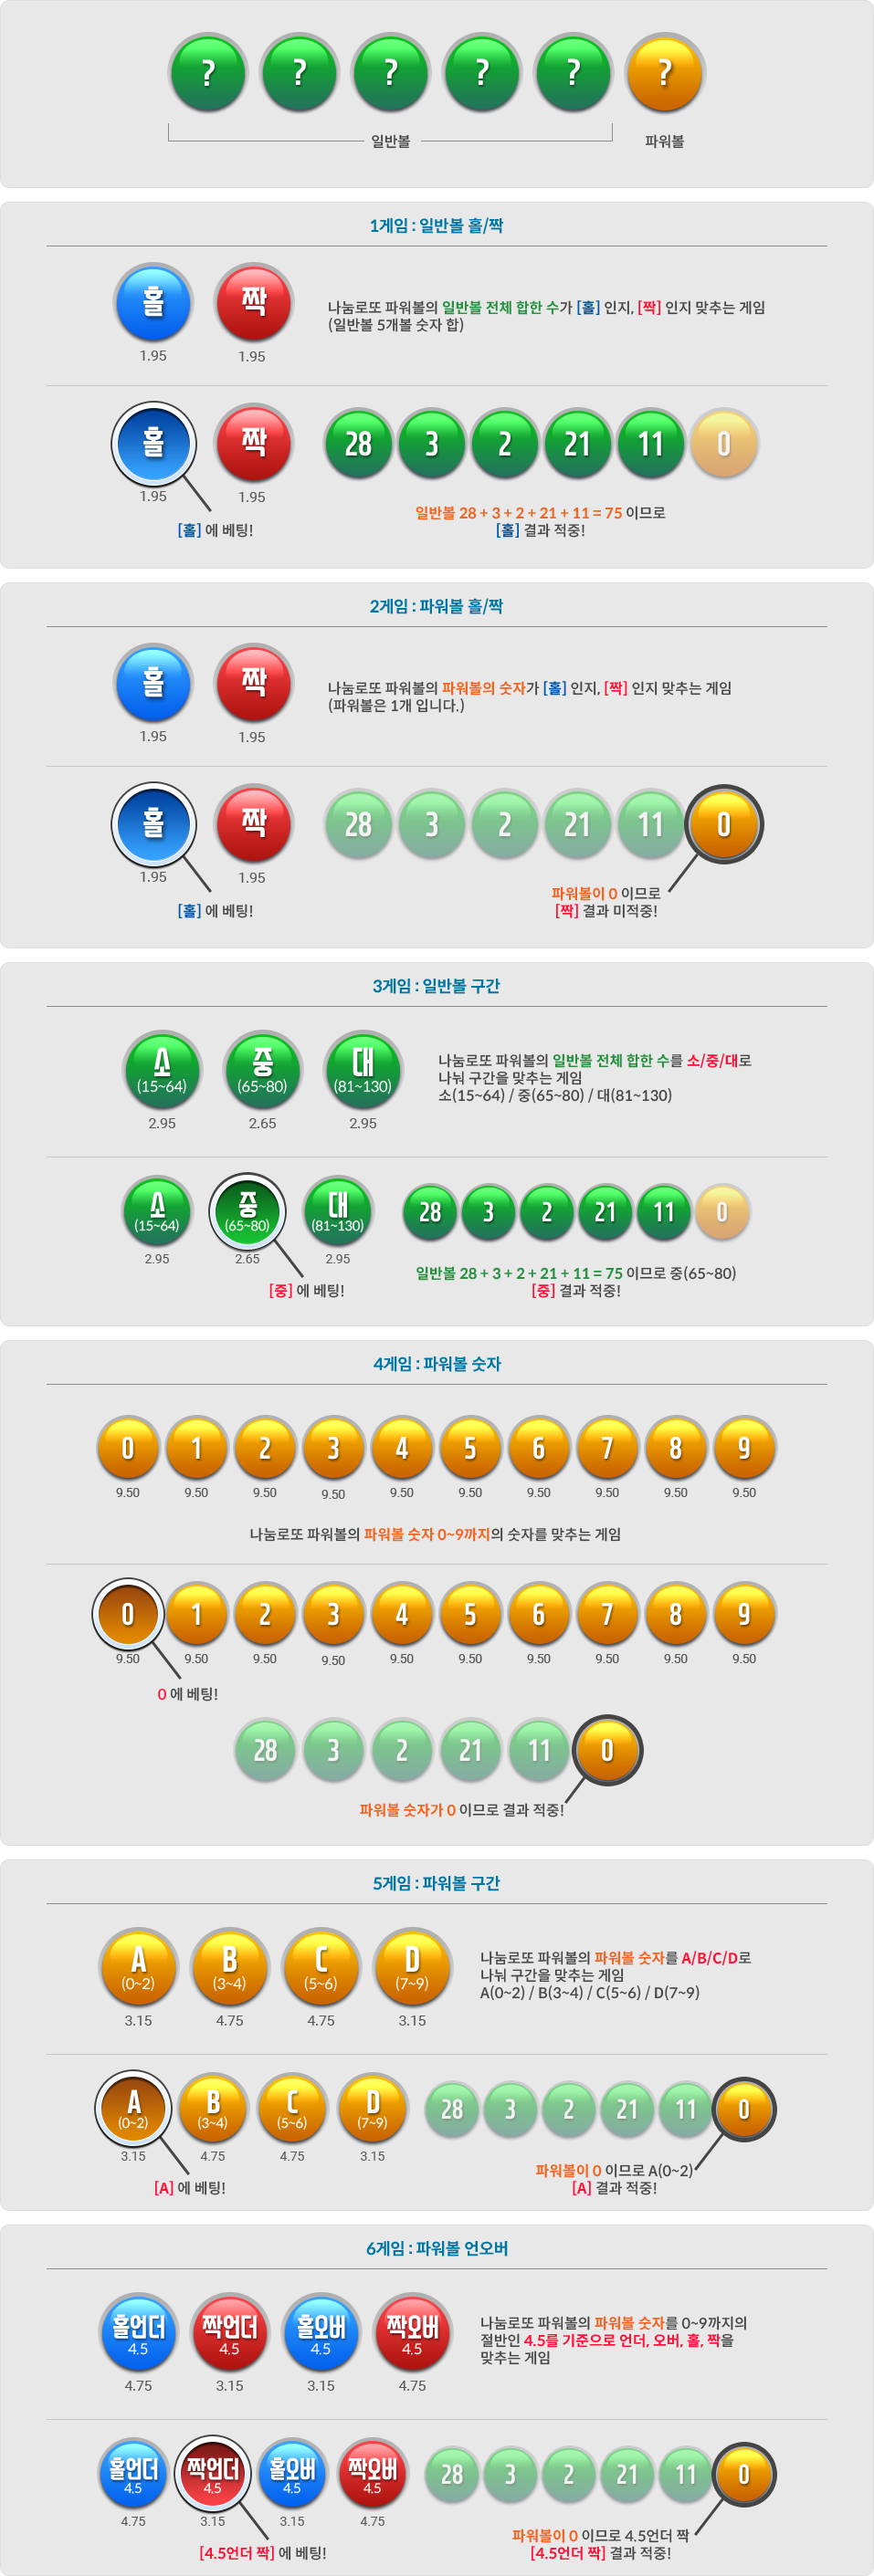 ? ? ? ? ? ?
일반볼 파워볼
1게임 : 일반볼 홀/짝
홀 짝
1.95 1.95
나눔로또 파워볼의 일반볼 전체 합한 수가 [홀] 인지, [짝] 인지 맞추는 게임
(일반볼 5개볼 숫자 합)
홀 짝 28 3 2 21 11 0
1.95 1.95
[홀] 에 베팅!
일반볼 28 + 3 + 2 + 21 + 11 = 75 이므로
[홀] 결과 적중!
2게임 : 파워볼 홀/짝
홀 짝
1.95 1.95
나눔로또 파워볼의 파워볼의 숫자가 [홀] 인지, [짝] 인지 맞추는 게임
(파워볼은 1개 입니다.)
홀 짝 28 3 2 21 11 0
1.95 1.95
[홀] 에 베팅!
파워볼이 0 이므로
[짝] 결과 미적중!
3게임 : 일반볼 구간
소 중 대
(15~64) (65~80) (81~130)
2.95 2.65 2.95
나눔로또 파워볼의 일반볼 전체 합한 수를 소/중/대로
나눠 구간을 맞추는 게임
소(15~64) / 중(65~80) / 대(81~130)
소 중 대 28 3 2 21 11 0
(15~64) (65~80) (81~130)
2.95 2.65 2.95
[중] 에 베팅!
일반볼 28 + 3 + 2 + 21 + 11 = 75 이므로 중(65~80)
[중] 결과 적중!
4게임 : 파워볼 숫자
0 1 2 3 4 5 6 7 8 9
9.50 9.50 9.50 9.50 9.50 9.50 9.50 9.50 9.50 9.50
나눔로또 파워볼의 파워볼 숫자 0~9까지의 숫자를 맞추는 게임
0 1 2 3 4 5 6 7 8 9
9.50 9.50 9.50 9.50 9.50 9.50 9.50 9.50 9.50 9.50
0 에 베팅!
28 3 2 21 11 0
파워볼 숫자가 0 이므로 결과 적중!
5게임 : 파워볼 구간
A B C D
(0~2) (3~4) (5~6) (7~9)
3.15 4.75 4.75 3.15
나눔로또 파워볼의 파워볼 숫자를 A/B/C/D로
나눠 구간을 맞추는 게임
A(0~2) / B(3~4) / C(5~6) / D(7~9)
A B C D 28 3 2 21 11 0
(0~2) (3~4) (5~6) (7~9)
3.15 4.75 4.75 3.15
[A] 에 베팅!
파워볼이 0 이므로 A(0~2)
[A] 결과 적중!
6게임 : 파워볼 언오버
홀언더 짝언더 홀오버 짝오버
4.5 4.5 4.5 4.5
4.75 3.15 3.15 4.75
나눔로또 파워볼의 파워볼 숫자를 0~9까지의
절반인 4.5를 기준으로 언더, 오버, 홀, 짝을
맞추는 게임
홀언더 짝언더 홀오버 짝오버 28 3 2 21 11 0
4.5 4.5 4.5 4.5
4.75 3.15 3.15 4.75
[4.5언더 짝] 에 베팅!
파워볼이 0 이므로 4.5언더 짝
[4.5언더 짝] 결과 적중!